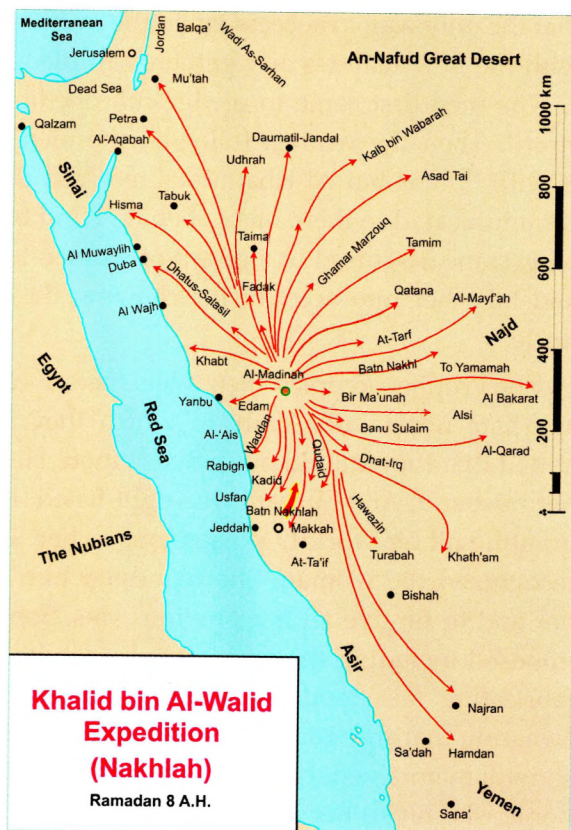 Mediterranean
Sea
Jordan
Balqa'
Wadi As-Sarhan
Jerusalem
An-Nafud Great Desert
Dead Sea
Mu'tah
Petra
Qalzam
Al-Aqabah
Daumatil-Jandal
Kalb bin Wabarah
Udhrah
Asad Tai
Sinai
Hisma
Tabuk
Taima
Ghamar Marzouq
Tamim
Al Muwaylih
Duba
Dhatus-Salasil
Fadak
Qatana
Al-Mayf'ah
Al Wajh
Najd
At-Tarf
Egypt
Khabt
Al-Madinah
Batn Nakhl
To Yamamah
Yanbu
Edam
Bir Ma'unah
Al Bakarat
Red Sea
Al-'Ais
Waddan
Banu Sulaim
Alsi
Qudaid
Dhat-Irq
Al-Qarad
Rabigh
Kadid
Usfan
Batn Nakhlah
Hawazin
Jeddah
Makkah
The Nubians
At-Ta'if
Turabah
Khath'am
Bishah
Asir
Najran
Sa'dah
Hamdan
Yemen
Sana'
1000 km
800
600
400
200
Khalid bin Al-Walid
Expedition
(Nakhlah)
Ramadan 8 A.H.